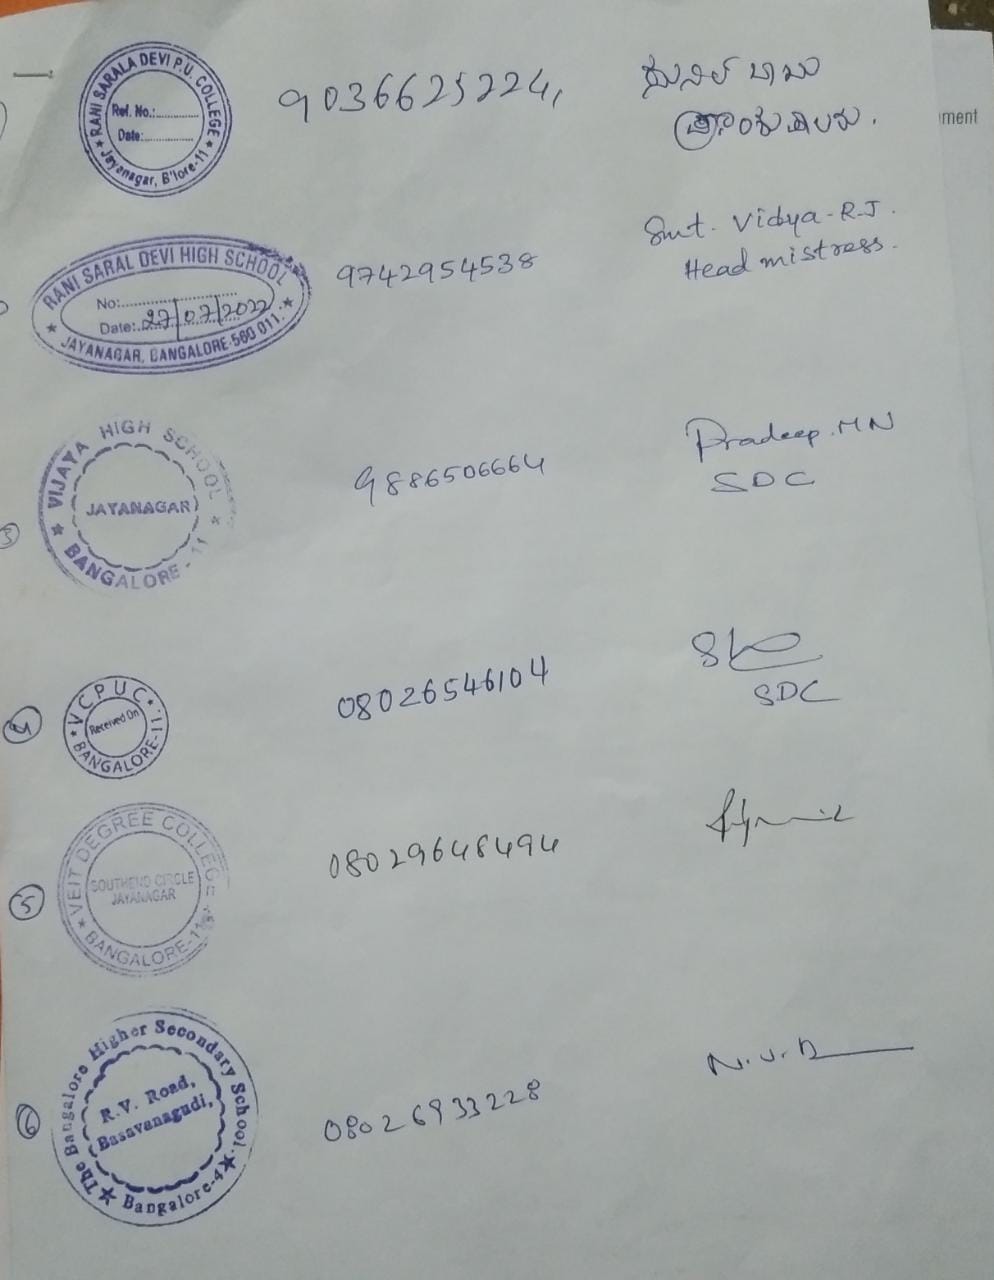 RANI SARALA DEVI P.U. COLLEGE
Ref. No.:
Date:
★ Jayanagar, B'lore-11 ★
9036625224,
ಸುನಿಲ್ ಬಾಬು
ಪ್ರಾಂಶುಪಾಲರು.
ment
RANI SARAL DEVI HIGH SCHOOL
No:
Date: 27/07/2022
★ JAYANAGAR, BANGALORE-560 011. ★
9742954538
Smt. Vidya-R.J.
Head mistress.
3
★ VIJAYA HIGH SCHOOL ★
JAYANAGAR
BANGALORE - 11
9886506664
Pradeep.MN
SDC
4
★ V C P U C ★
Received On
BANGALORE-11.
08026546104
SDC
5
★ VEIT DEGREE COLLEGE ★
SOUTHEND CIRCLE
JAYANAGAR
BANGALORE-11
08029648494
6
The Bangalore Higher Secondary School.
R.V. Road,
Basavanagudi,
★ Bangalore-4 ★
08026933228